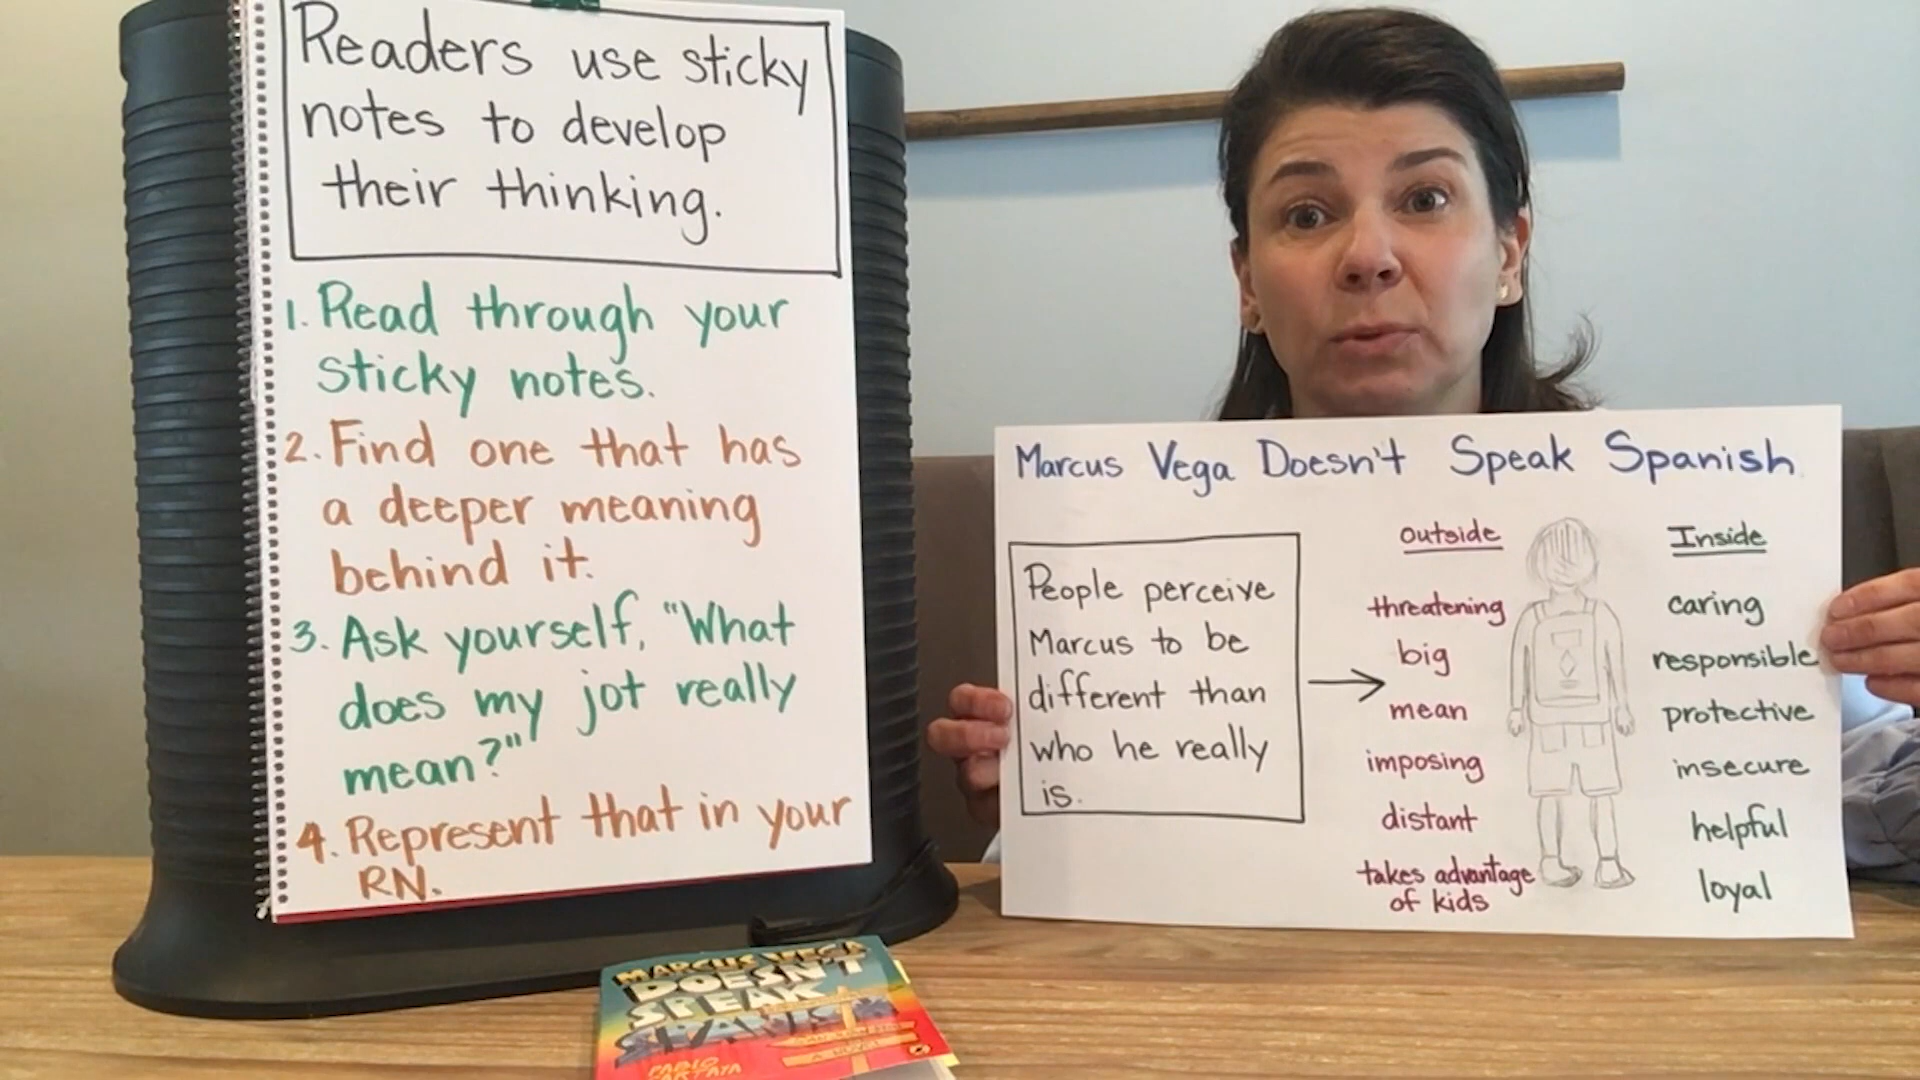 Readers use sticky
notes to develop
their thinking.
1. Read through your
sticky notes.
2. Find one that has
a deeper meaning
behind it.
3. Ask yourself, "What
does my jot really
mean?"
4. Represent that in your
RN.
Marcus Vega Doesn't Speak Spanish
People perceive
Marcus to be
different than
who he really
is.
Outside
threatening
big
mean
imposing
distant
takes advantage
of kids
Inside
caring
responsible
protective
insecure
helpful
loyal
MARCUS VEGA
DOESN'T
SPEAK
SPANISH
A NOVEL
PABLO
CARTAYA